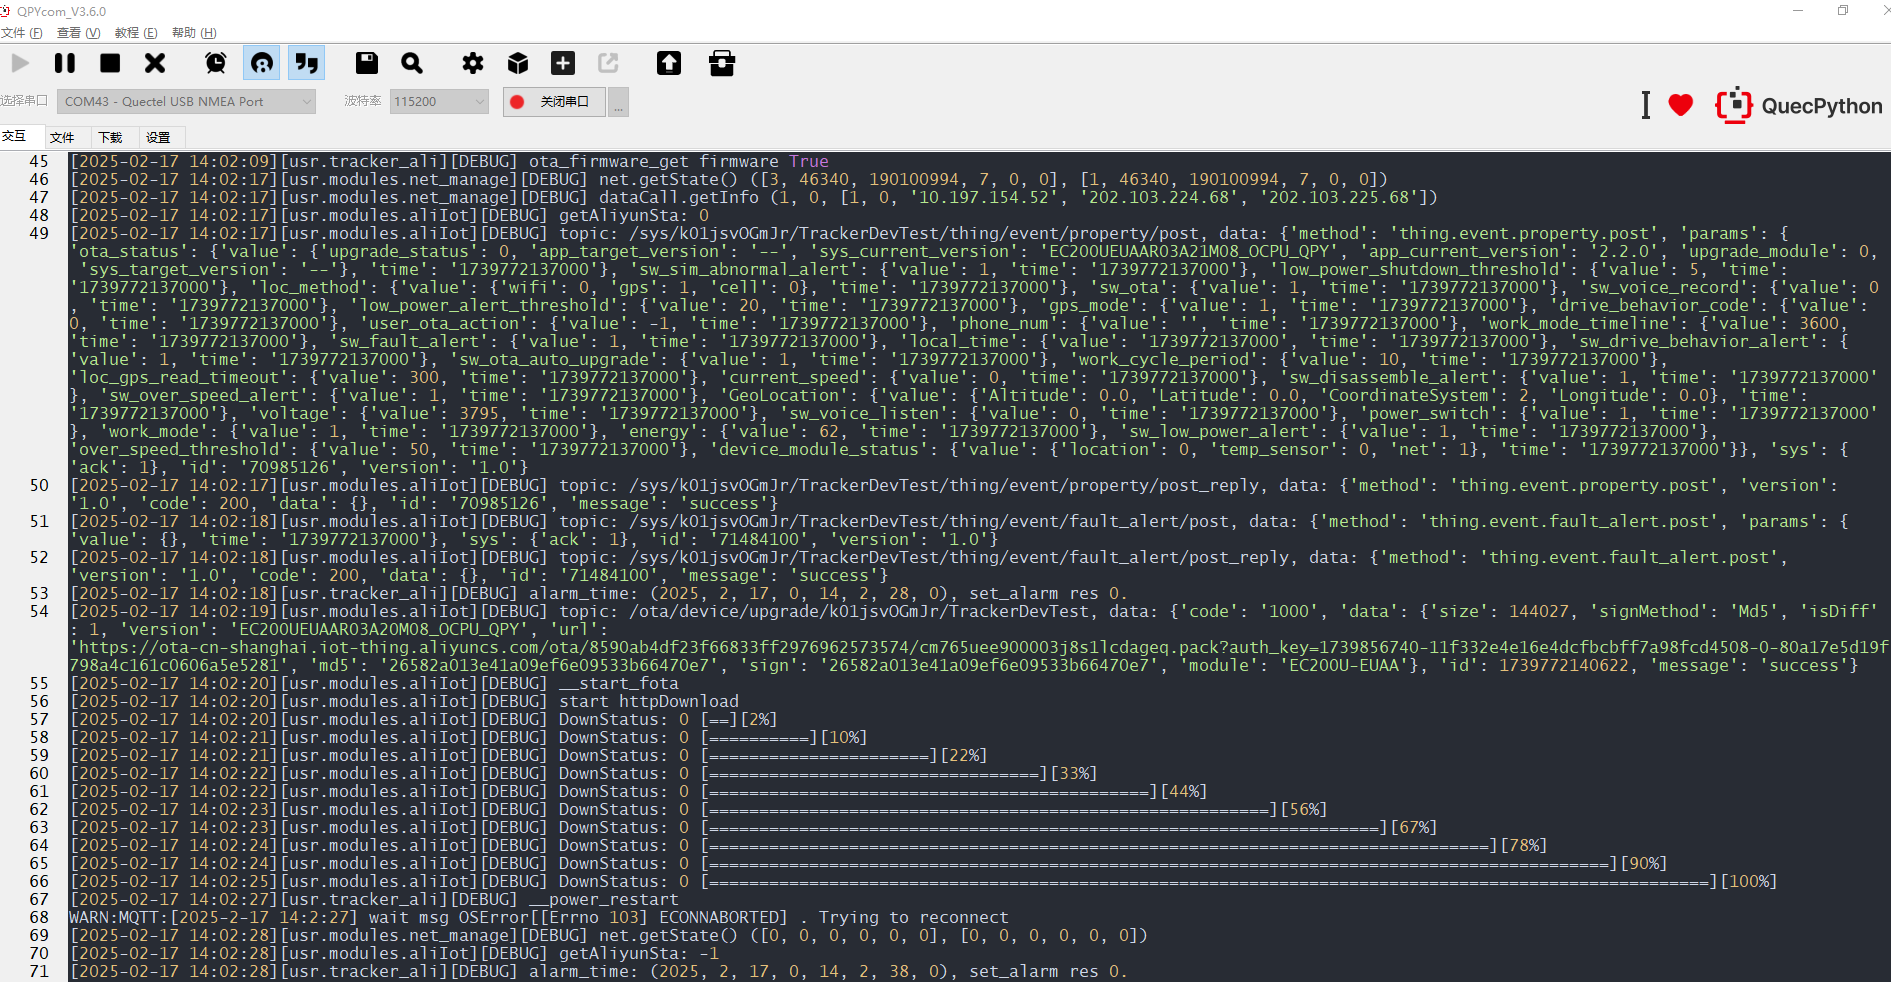 QPYcom_V3.6.0
文件 (F) 查看 (V) 教程 (E) 帮助 (H)
选择串口 COM43 - Quectel USB NMEA Port 波特率 115200 关闭串口 ...
QuecPython
交互 文件 下载 设置
45 [2025-02-17 14:02:09][usr.tracker_ali][DEBUG] ota_firmware_get firmware True
46 [2025-02-17 14:02:17][usr.modules.net_manage][DEBUG] net.getState() ([3, 46340, 190100994, 7, 0, 0], [1, 46340, 190100994, 7, 0, 0])
47 [2025-02-17 14:02:17][usr.modules.net_manage][DEBUG] dataCall.getInfo (1, 0, [1, 0, '10.197.154.52', '202.103.224.68', '202.103.225.68'])
48 [2025-02-17 14:02:17][usr.modules.aliIot][DEBUG] getAliyunSta: 0
49 [2025-02-17 14:02:17][usr.modules.aliIot][DEBUG] topic: /sys/k01jsvOGmJr/TrackerDevTest/thing/event/property/post, data: {'method': 'thing.event.property.post', 'params': {
'ota_status': {'value': {'upgrade_status': 0, 'app_target_version': '--', 'sys_current_version': 'EC200UEUAAR03A21M08_OCPU_QPY', 'app_current_version': '2.2.0', 'upgrade_module': 0,
'sys_target_version': '--'}, 'time': '1739772137000'}, 'sw_sim_abnormal_alert': {'value': 1, 'time': '1739772137000'}, 'low_power_shutdown_threshold': {'value': 5, 'time':
'1739772137000'}, 'loc_method': {'value': {'wifi': 0, 'gps': 1, 'cell': 0}, 'time': '1739772137000'}, 'sw_ota': {'value': 1, 'time': '1739772137000'}, 'sw_voice_record': {'value': 0
, 'time': '1739772137000'}, 'low_power_alert_threshold': {'value': 20, 'time': '1739772137000'}, 'gps_mode': {'value': 1, 'time': '1739772137000'}, 'drive_behavior_code': {'value':
0, 'time': '1739772137000'}, 'user_ota_action': {'value': -1, 'time': '1739772137000'}, 'phone_num': {'value': '', 'time': '1739772137000'}, 'work_mode_timeline': {'value': 3600,
'time': '1739772137000'}, 'sw_fault_alert': {'value': 1, 'time': '1739772137000'}, 'local_time': {'value': '1739772137000', 'time': '1739772137000'}, 'sw_drive_behavior_alert': {
'value': 1, 'time': '1739772137000'}, 'sw_ota_auto_upgrade': {'value': 1, 'time': '1739772137000'}, 'work_cycle_period': {'value': 10, 'time': '1739772137000'},
'loc_gps_read_timeout': {'value': 300, 'time': '1739772137000'}, 'current_speed': {'value': 0, 'time': '1739772137000'}, 'sw_disassemble_alert': {'value': 1, 'time': '1739772137000'
}, 'sw_over_speed_alert': {'value': 1, 'time': '1739772137000'}, 'GeoLocation': {'value': {'Altitude': 0.0, 'Latitude': 0.0, 'CoordinateSystem': 2, 'Longitude': 0.0}, 'time':
'1739772137000'}, 'voltage': {'value': 3795, 'time': '1739772137000'}, 'sw_voice_listen': {'value': 0, 'time': '1739772137000'}, 'power_switch': {'value': 1, 'time': '1739772137000'
}, 'work_mode': {'value': 1, 'time': '1739772137000'}, 'energy': {'value': 62, 'time': '1739772137000'}, 'sw_low_power_alert': {'value': 1, 'time': '1739772137000'},
'over_speed_threshold': {'value': 50, 'time': '1739772137000'}, 'device_module_status': {'value': {'location': 0, 'temp_sensor': 0, 'net': 1}, 'time': '1739772137000'}}, 'sys': {
'ack': 1}, 'id': '70985126', 'version': '1.0'}
50 [2025-02-17 14:02:17][usr.modules.aliIot][DEBUG] topic: /sys/k01jsvOGmJr/TrackerDevTest/thing/event/property/post_reply, data: {'method': 'thing.event.property.post', 'version':
'1.0', 'code': 200, 'data': {}, 'id': '70985126', 'message': 'success'}
51 [2025-02-17 14:02:18][usr.modules.aliIot][DEBUG] topic: /sys/k01jsvOGmJr/TrackerDevTest/thing/event/fault_alert/post, data: {'method': 'thing.event.fault_alert.post', 'params': {
'value': {}, 'time': '1739772137000'}, 'sys': {'ack': 1}, 'id': '71484100', 'version': '1.0'}
52 [2025-02-17 14:02:18][usr.modules.aliIot][DEBUG] topic: /sys/k01jsvOGmJr/TrackerDevTest/thing/event/fault_alert/post_reply, data: {'method': 'thing.event.fault_alert.post',
'version': '1.0', 'code': 200, 'data': {}, 'id': '71484100', 'message': 'success'}
53 [2025-02-17 14:02:18][usr.tracker_ali][DEBUG] alarm_time: (2025, 2, 17, 0, 14, 2, 28, 0), set_alarm res 0.
54 [2025-02-17 14:02:19][usr.modules.aliIot][DEBUG] topic: /ota/device/upgrade/k01jsvOGmJr/TrackerDevTest, data: {'code': '1000', 'data': {'size': 144027, 'signMethod': 'Md5', 'isDiff'
: 1, 'version': 'EC200UEUAAR03A20M08_OCPU_QPY', 'url':
'https://ota-cn-shanghai.iot-thing.aliyuncs.com/ota/8590ab4df23f66833ff2976962573574/cm765uee900003j8s1lcdageq.pack?auth_key=1739856740-11f332e4e16e4dcfbcbff7a98fcd4508-0-80a17e5d19f
798a4c161c0606a5e5281', 'md5': '26582a013e41a09ef6e09533b66470e7', 'sign': '26582a013e41a09ef6e09533b66470e7', 'module': 'EC200U-EUAA'}, 'id': 1739772140622, 'message': 'success'}
55 [2025-02-17 14:02:20][usr.modules.aliIot][DEBUG] __start_fota
56 [2025-02-17 14:02:20][usr.modules.aliIot][DEBUG] start httpDownload
57 [2025-02-17 14:02:20][usr.modules.aliIot][DEBUG] DownStatus: 0 [==][2%]
58 [2025-02-17 14:02:21][usr.modules.aliIot][DEBUG] DownStatus: 0 [==========][10%]
59 [2025-02-17 14:02:21][usr.modules.aliIot][DEBUG] DownStatus: 0 [======================][22%]
60 [2025-02-17 14:02:22][usr.modules.aliIot][DEBUG] DownStatus: 0 [=================================][33%]
61 [2025-02-17 14:02:22][usr.modules.aliIot][DEBUG] DownStatus: 0 [============================================][44%]
62 [2025-02-17 14:02:23][usr.modules.aliIot][DEBUG] DownStatus: 0 [========================================================][56%]
63 [2025-02-17 14:02:23][usr.modules.aliIot][DEBUG] DownStatus: 0 [===================================================================][67%]
64 [2025-02-17 14:02:24][usr.modules.aliIot][DEBUG] DownStatus: 0 [==============================================================================][78%]
65 [2025-02-17 14:02:24][usr.modules.aliIot][DEBUG] DownStatus: 0 [==========================================================================================][90%]
66 [2025-02-17 14:02:25][usr.modules.aliIot][DEBUG] DownStatus: 0 [====================================================================================================][100%]
67 [2025-02-17 14:02:27][usr.modules.aliIot][DEBUG] __power_restart
68 WARN:MQTT:[2025-2-17 14:2:27] wait msg OSError[[Errno 103] ECONNABORTED] . Trying to reconnect
69 [2025-02-17 14:02:28][usr.modules.net_manage][DEBUG] net.getState() ([0, 0, 0, 0, 0, 0], [0, 0, 0, 0, 0, 0])
70 [2025-02-17 14:02:28][usr.modules.aliIot][DEBUG] getAliyunSta: -1
71 [2025-02-17 14:02:28][usr.tracker_ali][DEBUG] alarm_time: (2025, 2, 17, 0, 14, 2, 38, 0), set_alarm res 0.